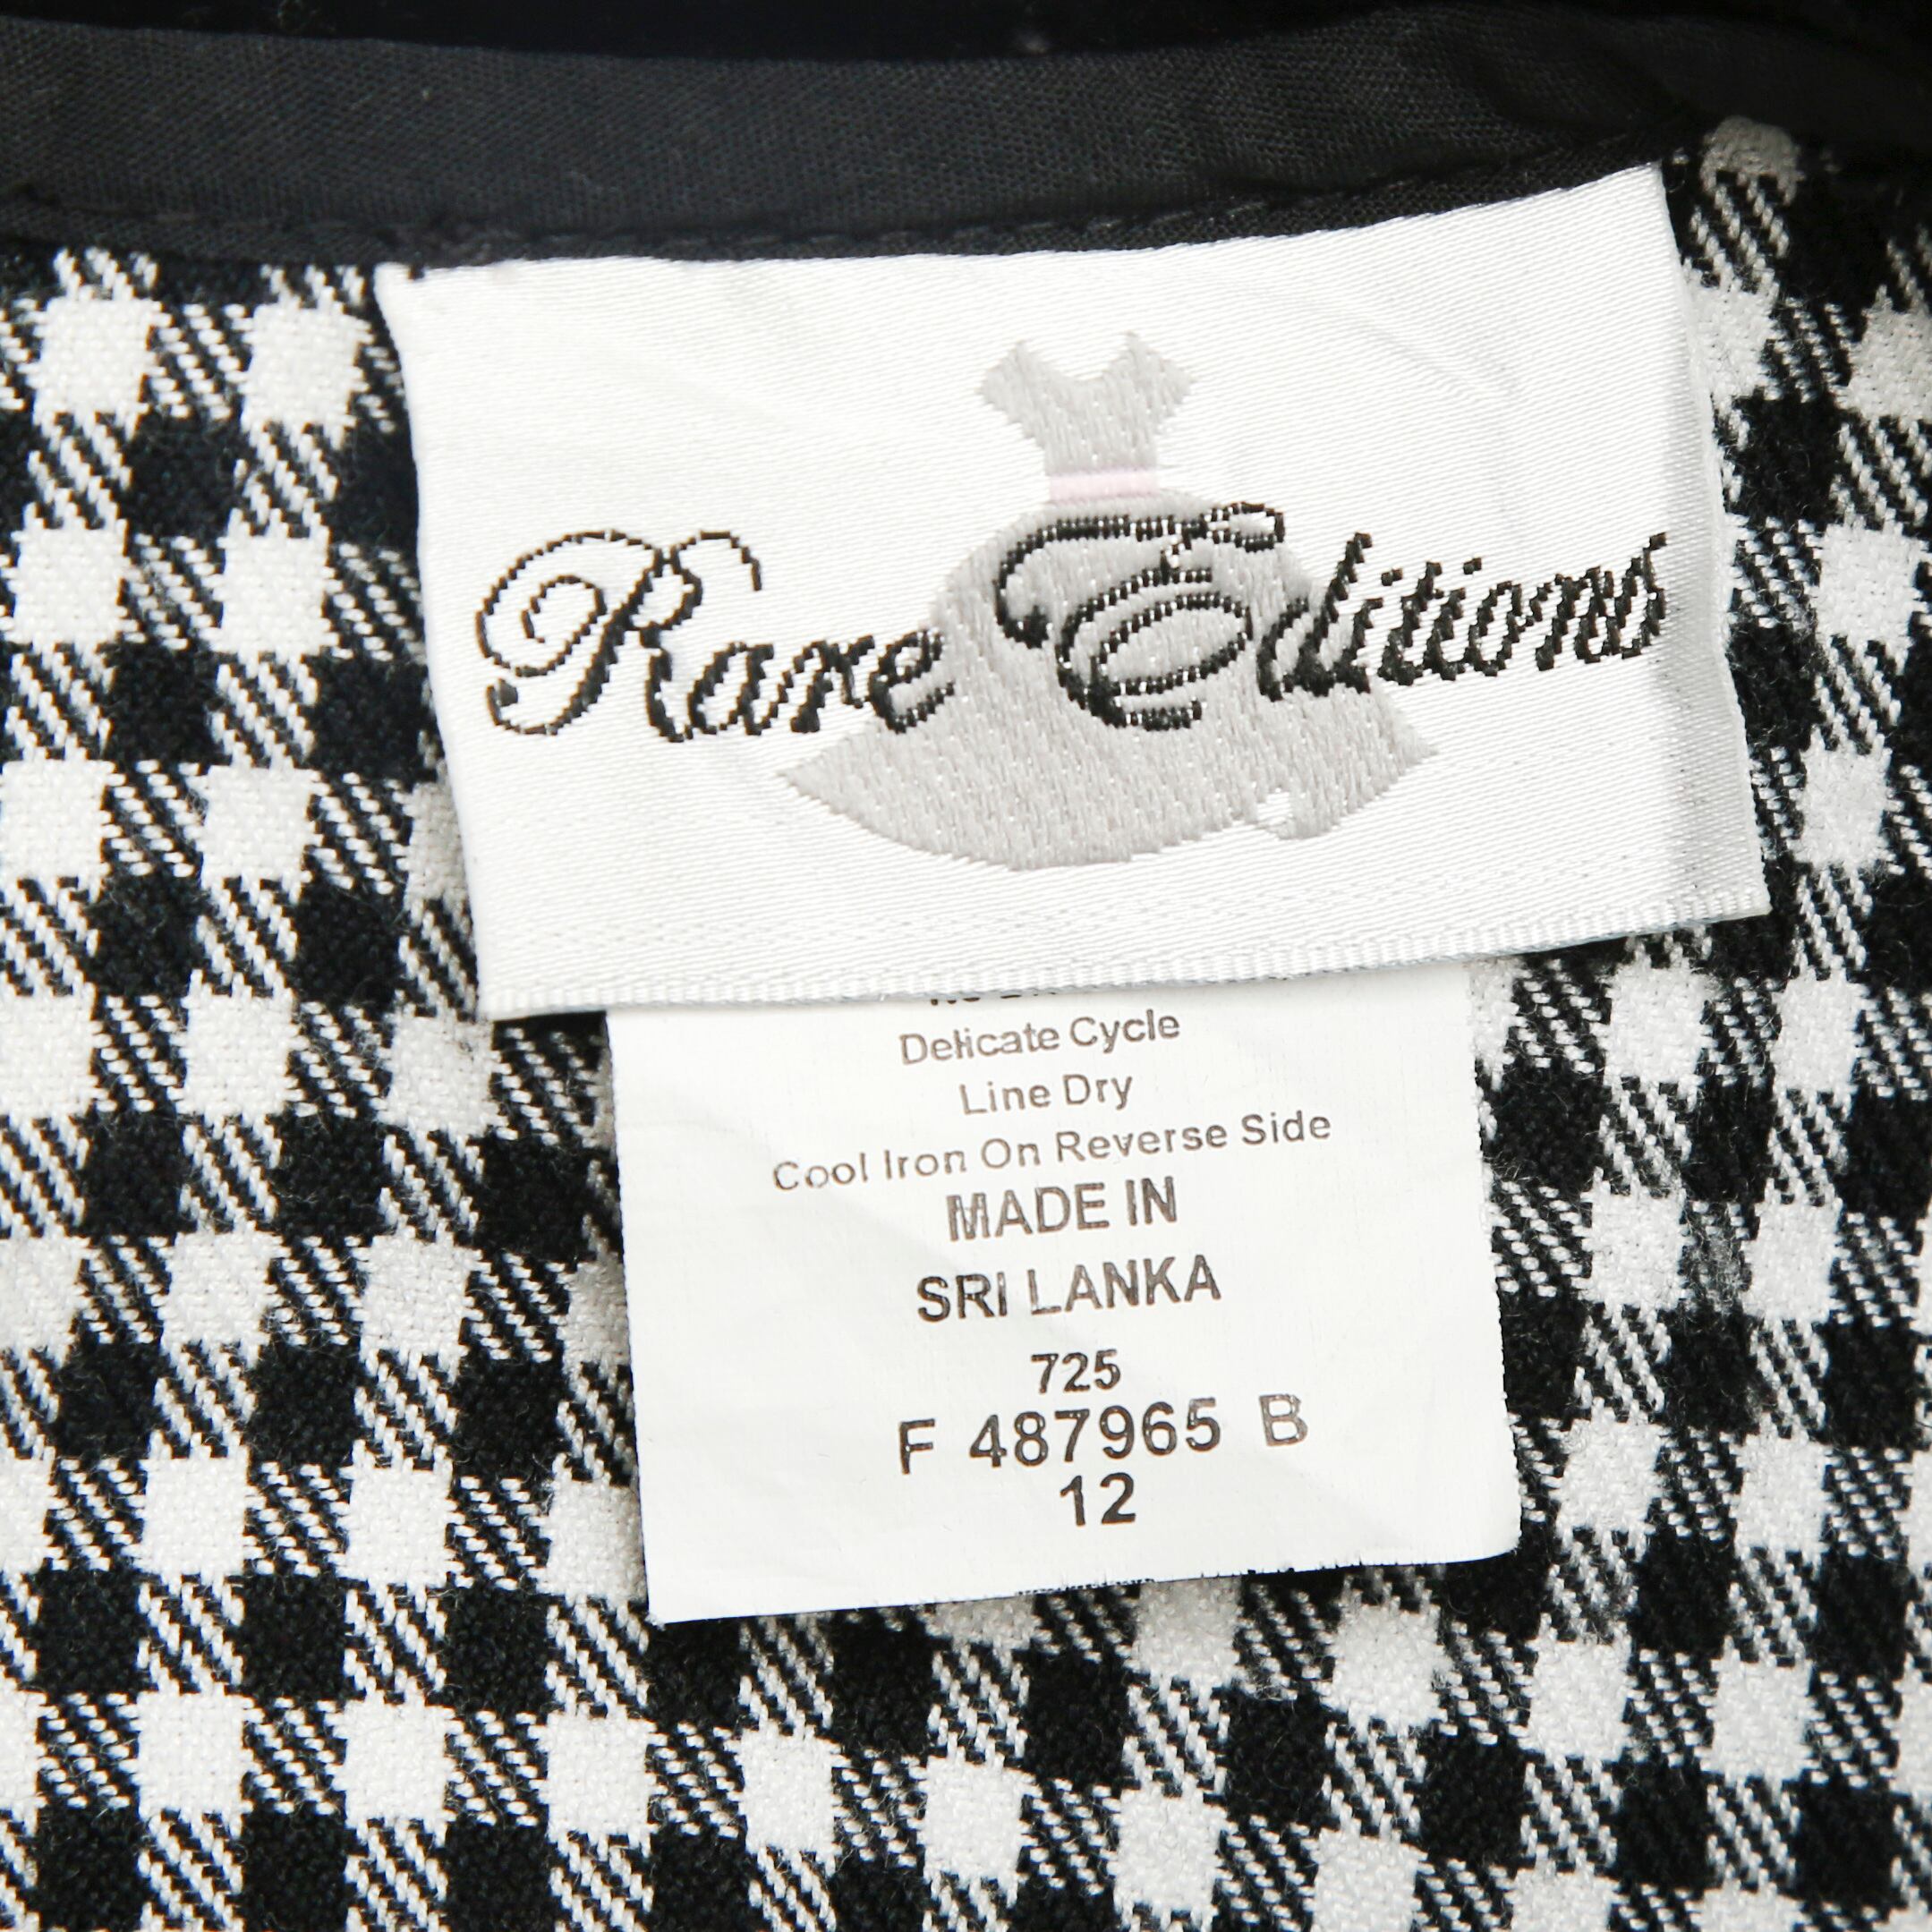 Rare Editions
Delicate Cycle
Line Dry
Cool Iron On Reverse Side
MADE IN
SRI LANKA
725
F 487965 B
12